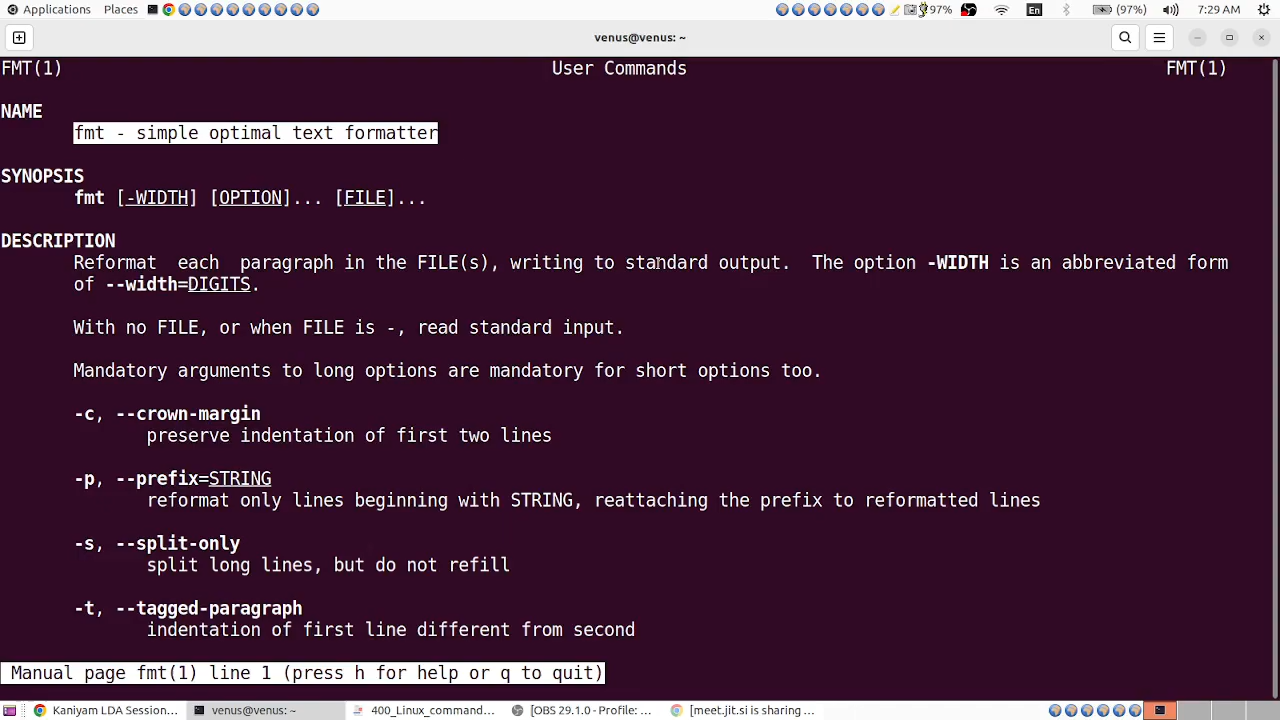 Applications Places 97% En (97%) 7:29 AM
venus@venus: ~
FMT(1) User Commands FMT(1)
NAME
fmt - simple optimal text formatter
SYNOPSIS
fmt [-WIDTH] [OPTION]... [FILE]...
DESCRIPTION
Reformat each paragraph in the FILE(s), writing to standard output. The option -WIDTH is an abbreviated form
of --width=DIGITS.
With no FILE, or when FILE is -, read standard input.
Mandatory arguments to long options are mandatory for short options too.
-c, --crown-margin
preserve indentation of first two lines
-p, --prefix=STRING
reformat only lines beginning with STRING, reattaching the prefix to reformatted lines
-s, --split-only
split long lines, but do not refill
-t, --tagged-paragraph
indentation of first line different from second
Manual page fmt(1) line 1 (press h for help or q to quit)
Kaniyam LDA Session... venus@venus: ~ 400_Linux_command... [OBS 29.1.0 - Profile: ... [meet.jit.si is sharing ...